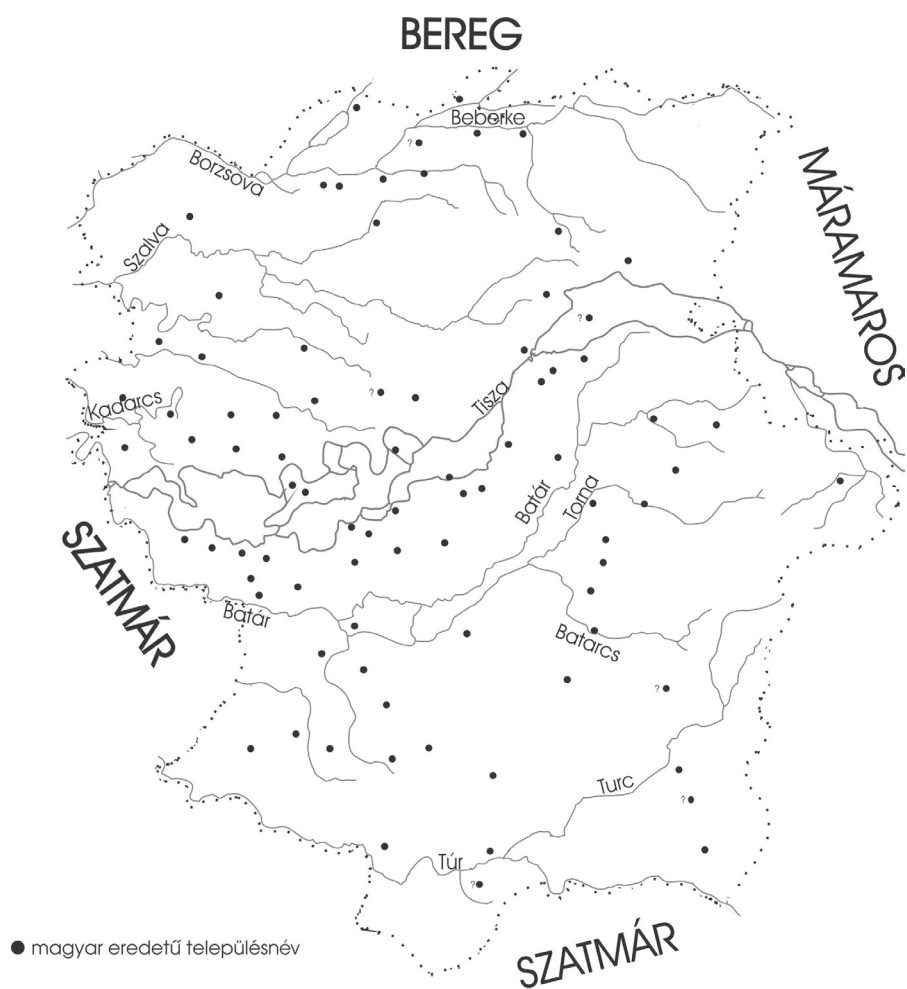 BEREG
Beberke
?
Borzsova
MÁRAMAROS
Szalva
?
?
Kadarcs
Tisza
Batár
Torna
SZATMÁR
Batár
Batarcs
?
Turc
?
Túr
?
magyar eredetű településnév
SZATMÁR